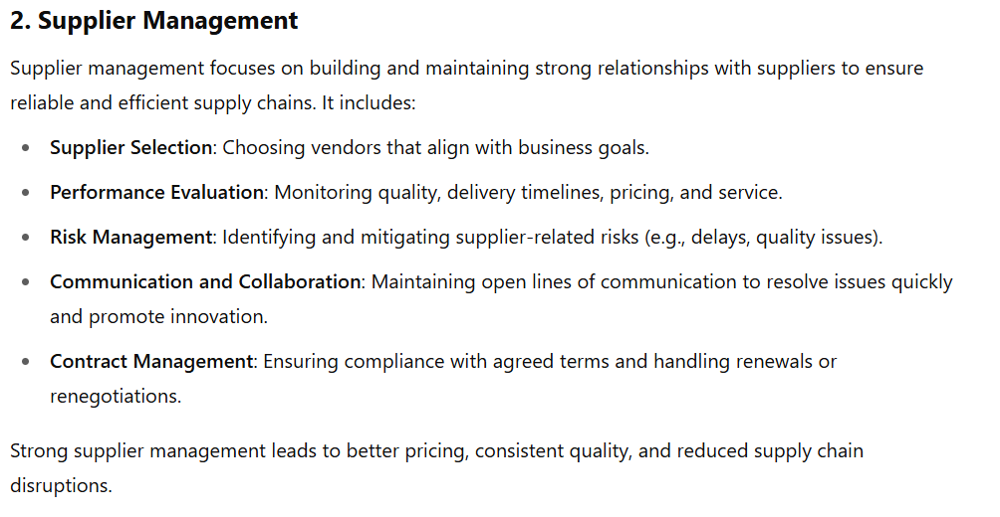 2. Supplier Management
Supplier management focuses on building and maintaining strong relationships with suppliers to ensure
reliable and efficient supply chains. It includes:
• Supplier Selection: Choosing vendors that align with business goals.
• Performance Evaluation: Monitoring quality, delivery timelines, pricing, and service.
• Risk Management: Identifying and mitigating supplier-related risks (e.g., delays, quality issues).
• Communication and Collaboration: Maintaining open lines of communication to resolve issues quickly
and promote innovation.
• Contract Management: Ensuring compliance with agreed terms and handling renewals or
renegotiations.
Strong supplier management leads to better pricing, consistent quality, and reduced supply chain
disruptions.